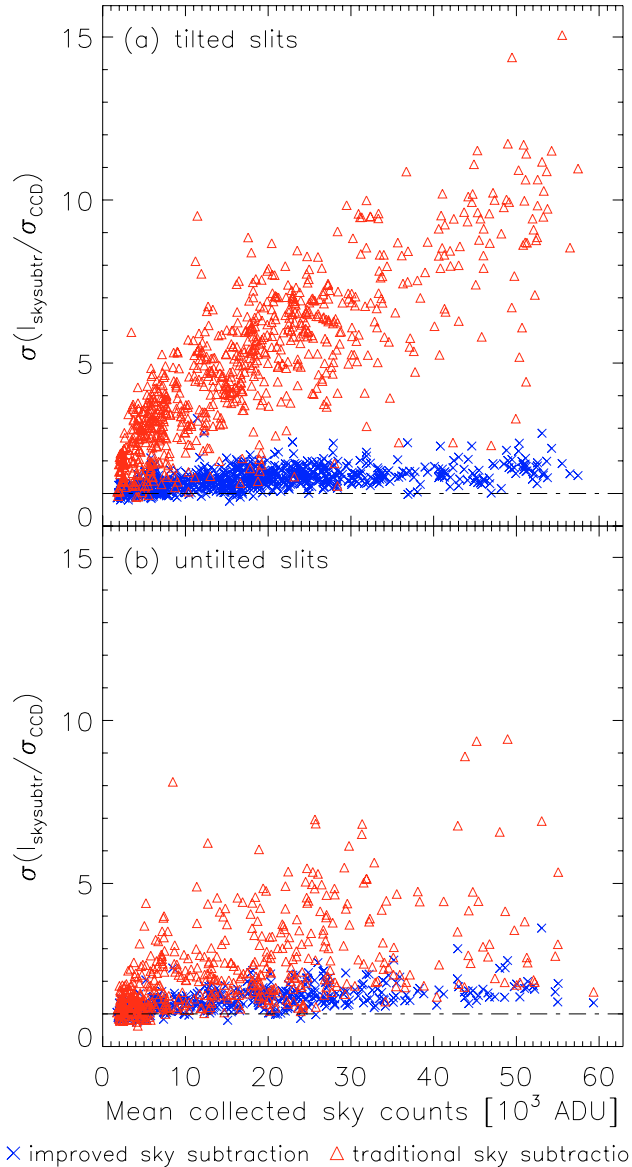 15
(a) tilted slits
10
σ(I_skysubtr/σ_CCD)
5
0
15
(b) untilted slits
10
σ(I_skysubtr/σ_CCD)
5
0
0 10 20 30 40 50 60
Mean collected sky counts [10³ ADU]
× improved sky subtraction △ traditional sky subtractio